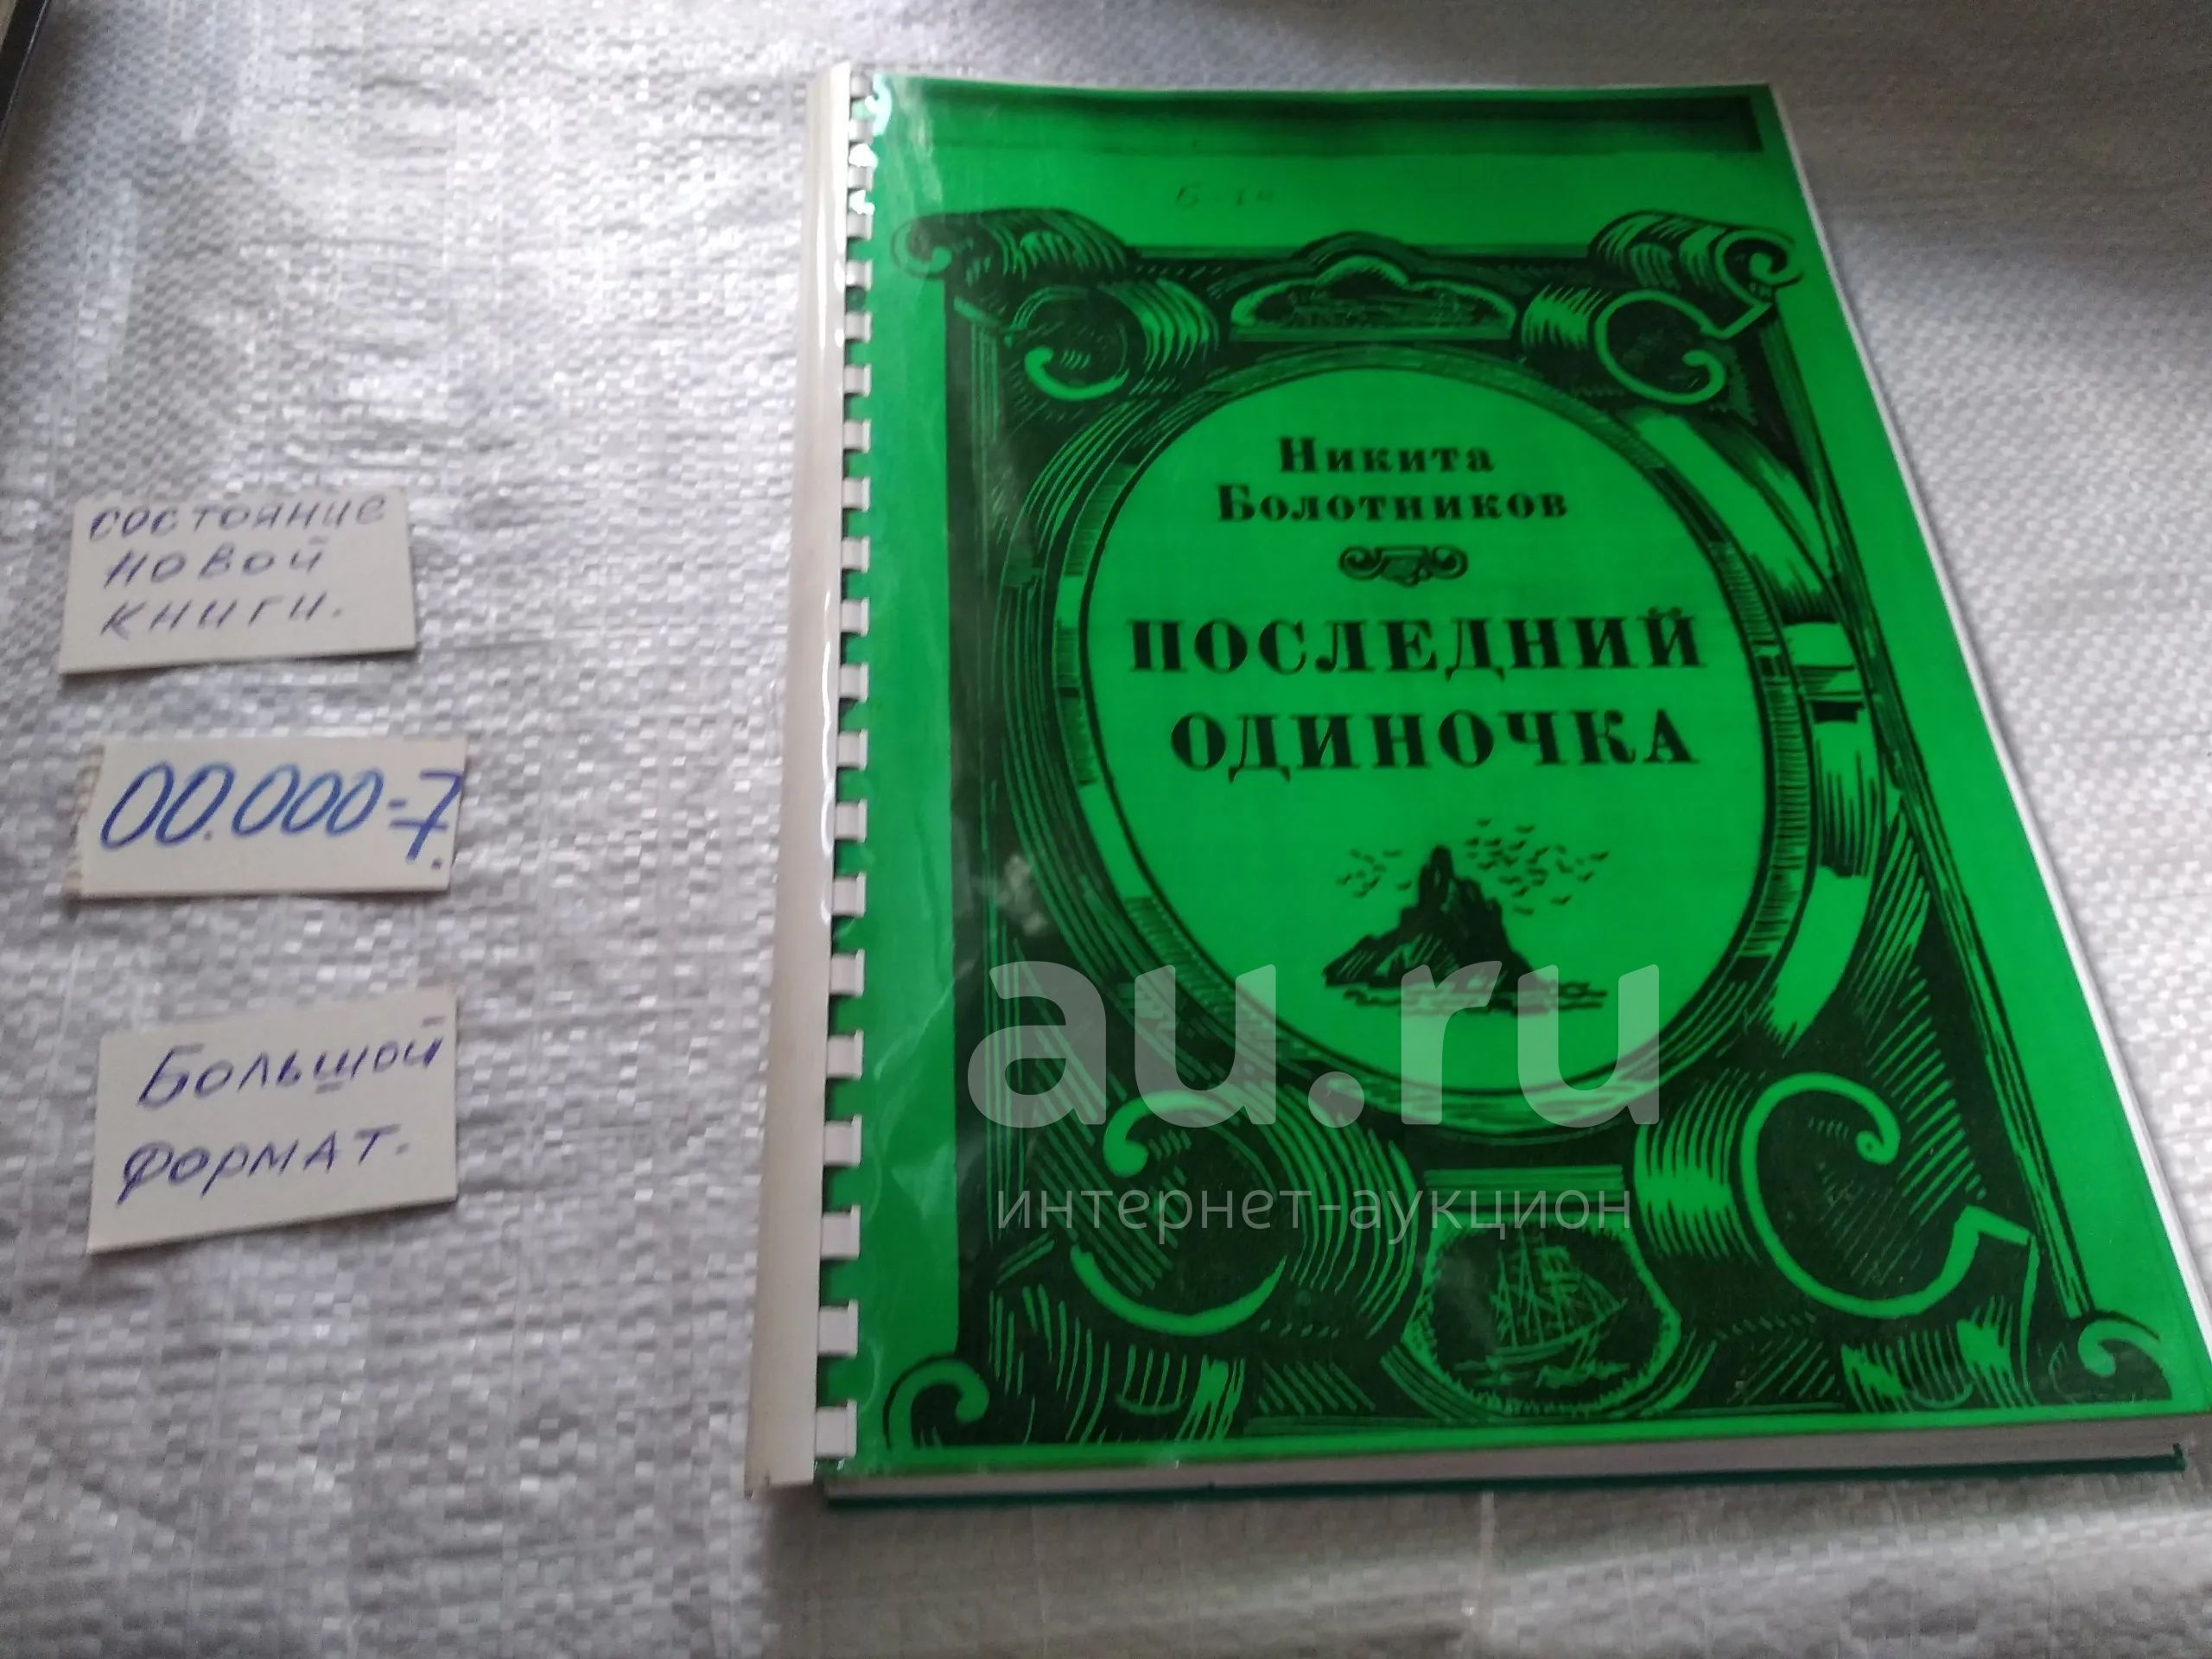 состояние
новой
книги.
00.000=7.
Большой
формат.
Никита
Болотников
ПОСЛЕДНИЙ
ОДИНОЧКА
au.ru
интернет-аукцион